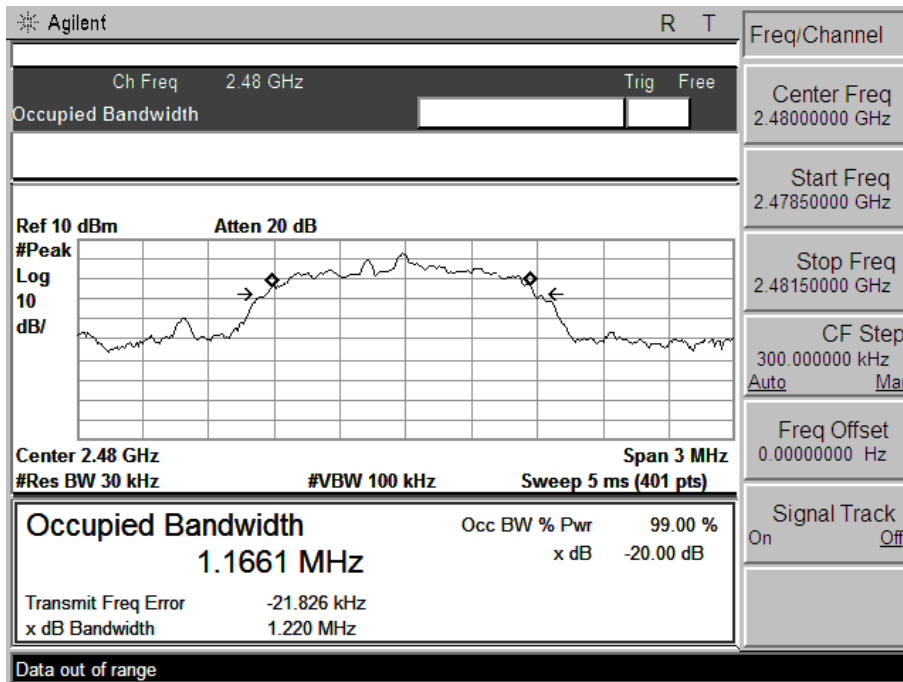 Agilent R T
Ch Freq 2.48 GHz Trig Free
Occupied Bandwidth
Ref 10 dBm Atten 20 dB
#Peak
Log
10
dB/
Center 2.48 GHz Span 3 MHz
#Res BW 30 kHz #VBW 100 kHz Sweep 5 ms (401 pts)
Occupied Bandwidth Occ BW % Pwr 99.00 %
1.1661 MHz x dB -20.00 dB
Transmit Freq Error -21.826 kHz
x dB Bandwidth 1.220 MHz
Data out of range
Freq/Channel
Center Freq
2.48000000 GHz
Start Freq
2.47850000 GHz
Stop Freq
2.48150000 GHz
CF Step
300.000000 kHz
Auto Ma
Freq Offset
0.00000000 Hz
Signal Track
On Off